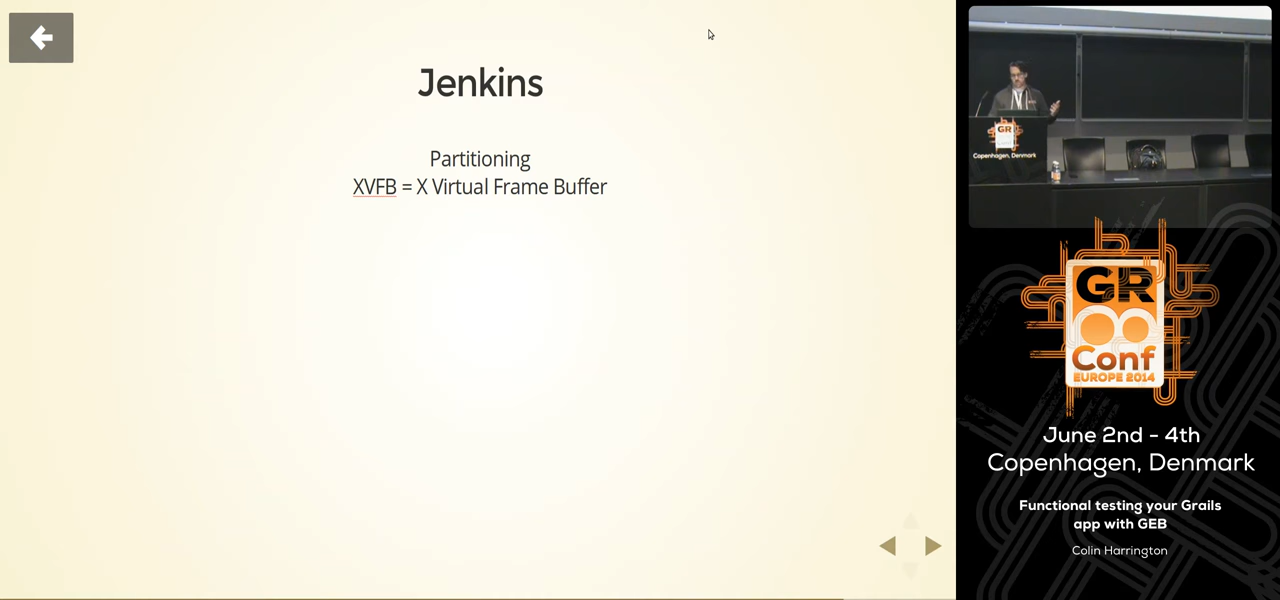 Jenkins
Partitioning
XVFB = X Virtual Frame Buffer
GR
Copenhagen, Denmark
GR
Conf
EUROPE 2014
June 2nd - 4th
Copenhagen, Denmark
Functional testing your Grails
app with GEB
Colin Harrington